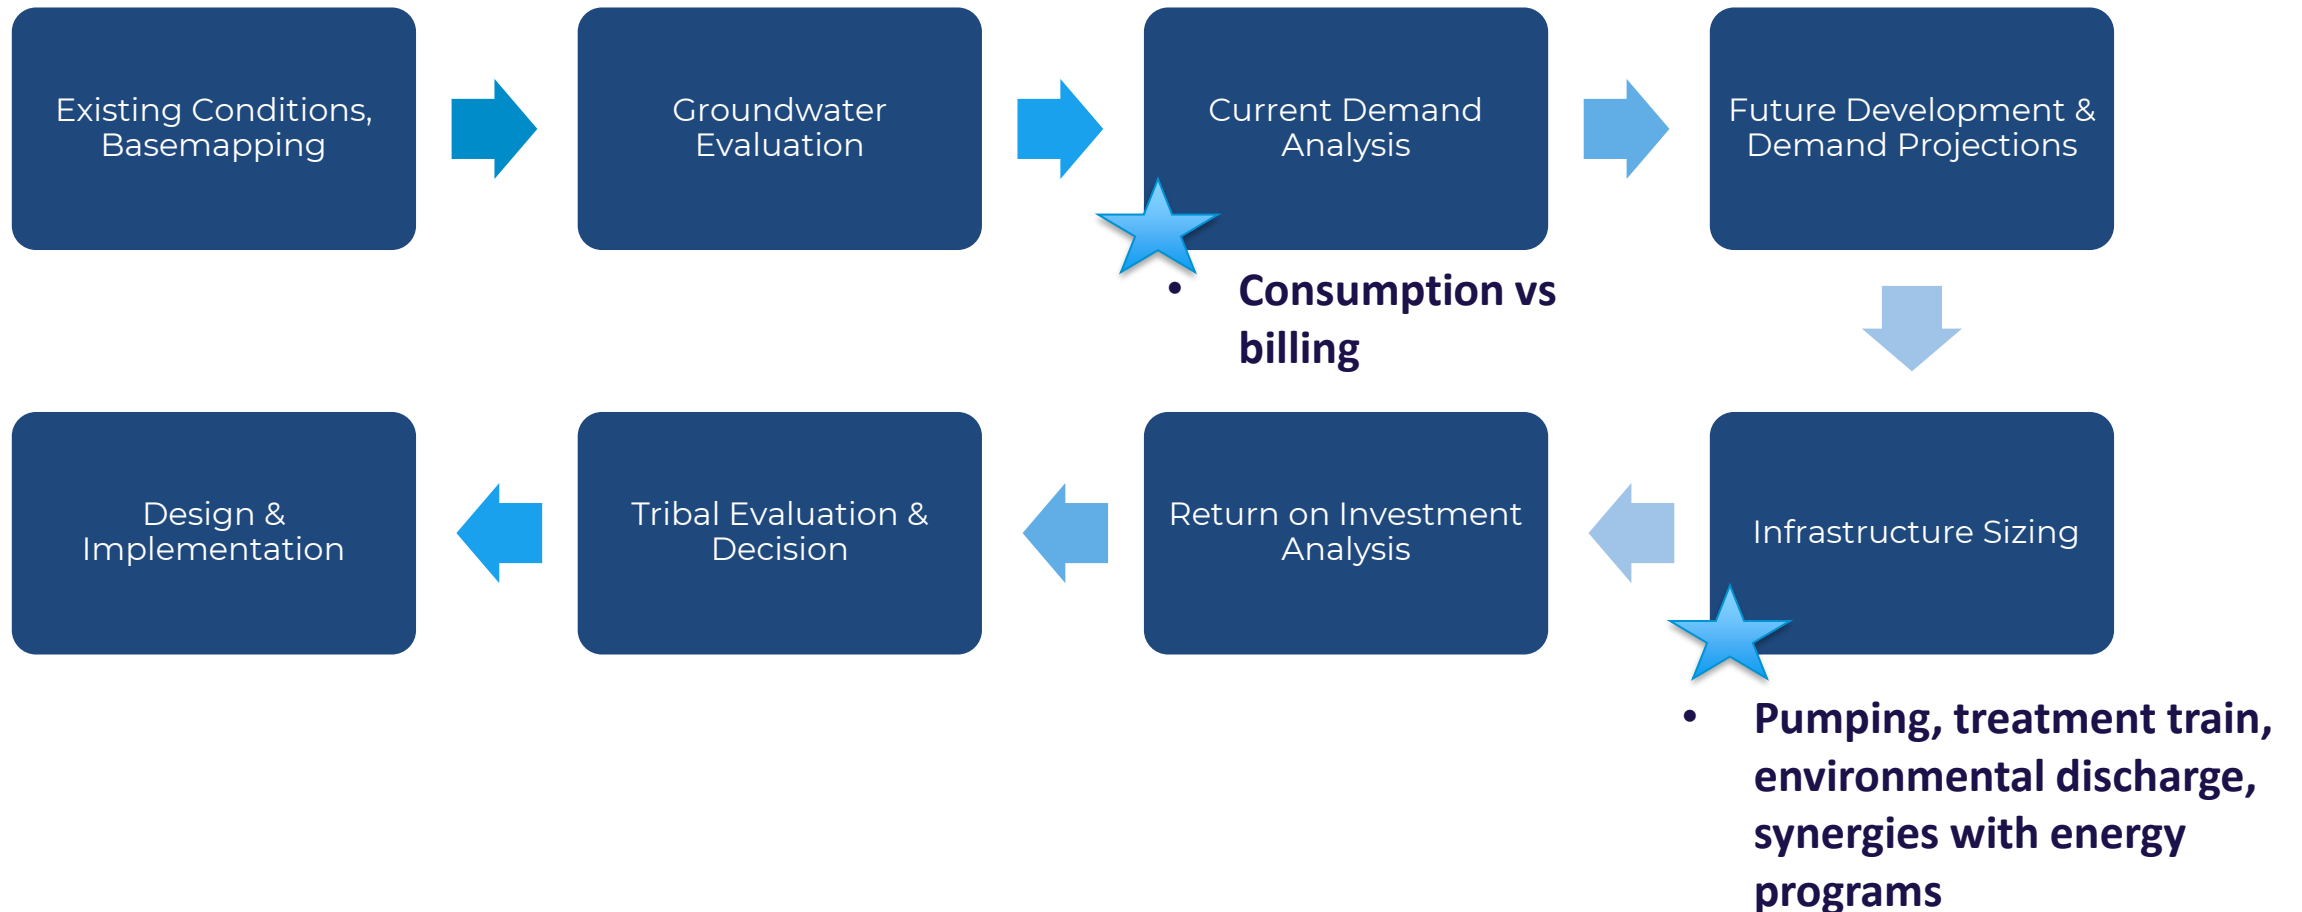 Existing Conditions,
Basemapping
Groundwater
Evaluation
Current Demand
Analysis
Future Development &
Demand Projections
• Consumption vs
billing
Infrastructure Sizing
• Pumping, treatment train,
environmental discharge,
synergies with energy
programs
Return on Investment
Analysis
Tribal Evaluation &
Decision
Design &
Implementation